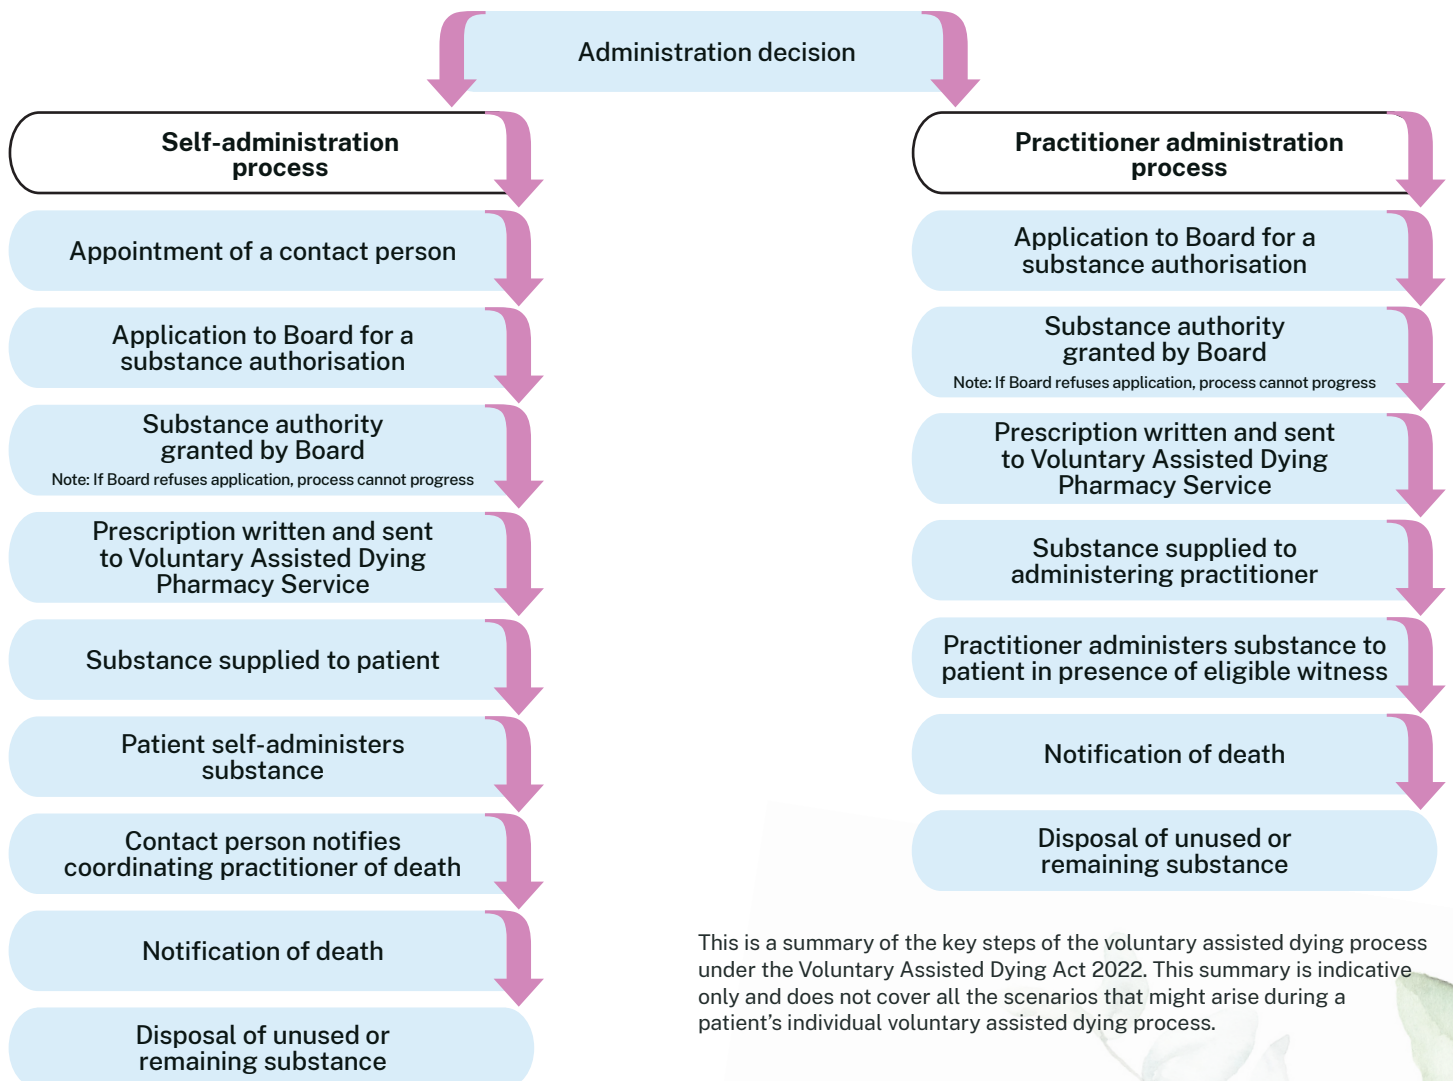 Administration decision
Self-administration
process
Appointment of a contact person
Application to Board for a
substance authorisation
Substance authority
granted by Board
Note: If Board refuses application, process cannot progress
Prescription written and sent
to Voluntary Assisted Dying
Pharmacy Service
Substance supplied to patient
Patient self-administers
substance
Contact person notifies
coordinating practitioner of death
Notification of death
Disposal of unused or
remaining substance
Practitioner administration
process
Application to Board for a
substance authorisation
Substance authority
granted by Board
Note: If Board refuses application, process cannot progress
Prescription written and sent
to Voluntary Assisted Dying
Pharmacy Service
Substance supplied to
administering practitioner
Practitioner administers substance to
patient in presence of eligible witness
Notification of death
Disposal of unused or
remaining substance
This is a summary of the key steps of the voluntary assisted dying process
under the Voluntary Assisted Dying Act 2022. This summary is indicative
only and does not cover all the scenarios that might arise during a
patient’s individual voluntary assisted dying process.